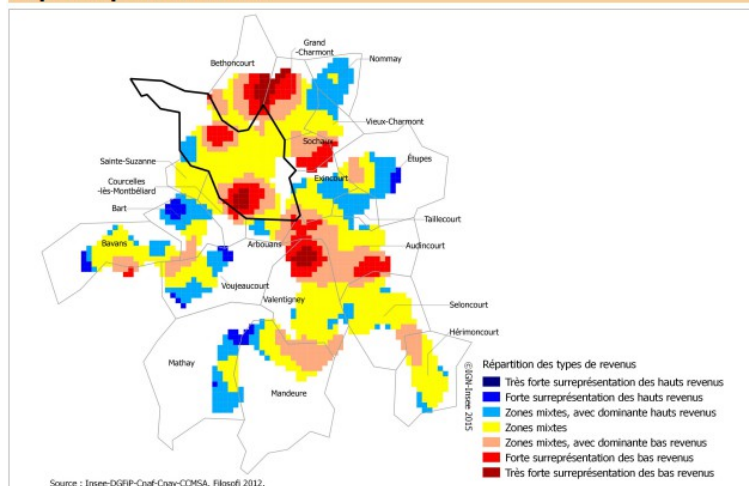 Grand
-Charmont
Nommay
Bethoncourt
Vieux-Charmont
Sochaux
Étupes
Sainte-Suzanne
Exincourt
Courcelles
-lès-Montbéliard
Bart
Taillecourt
Bavans
Arbouans
Audincourt
Voujeaucourt
Valentigney
Seloncourt
Hérimoncourt
Mathay
Mandeure
©IGN-Insee 2015
Répartition des types de revenus
Très forte surreprésentation des hauts revenus
Forte surreprésentation des hauts revenus
Zones mixtes, avec dominante hauts revenus
Zones mixtes
Zones mixtes, avec dominante bas revenus
Forte surreprésentation des bas revenus
Très forte surreprésentation des bas revenus
Source : Insee-DGFiP-Cnaf-Cnav-CCMSA, Filosofi 2012.